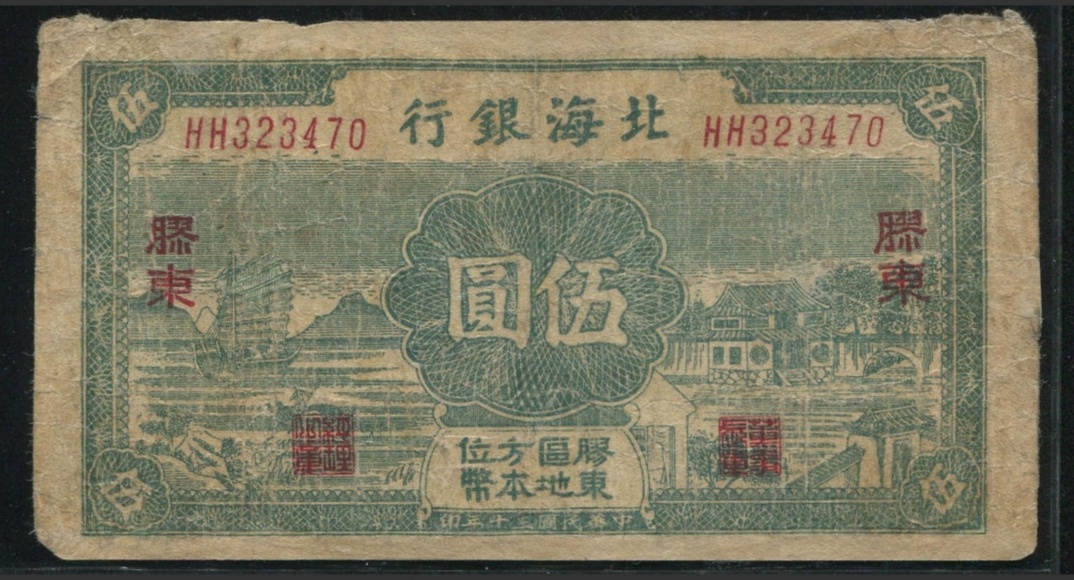 伍
伍
HH323470
北海銀行
HH323470
膠東
膠東
伍圓
膠東
區地
方本
位幣
中華民國三十年印
伍
伍